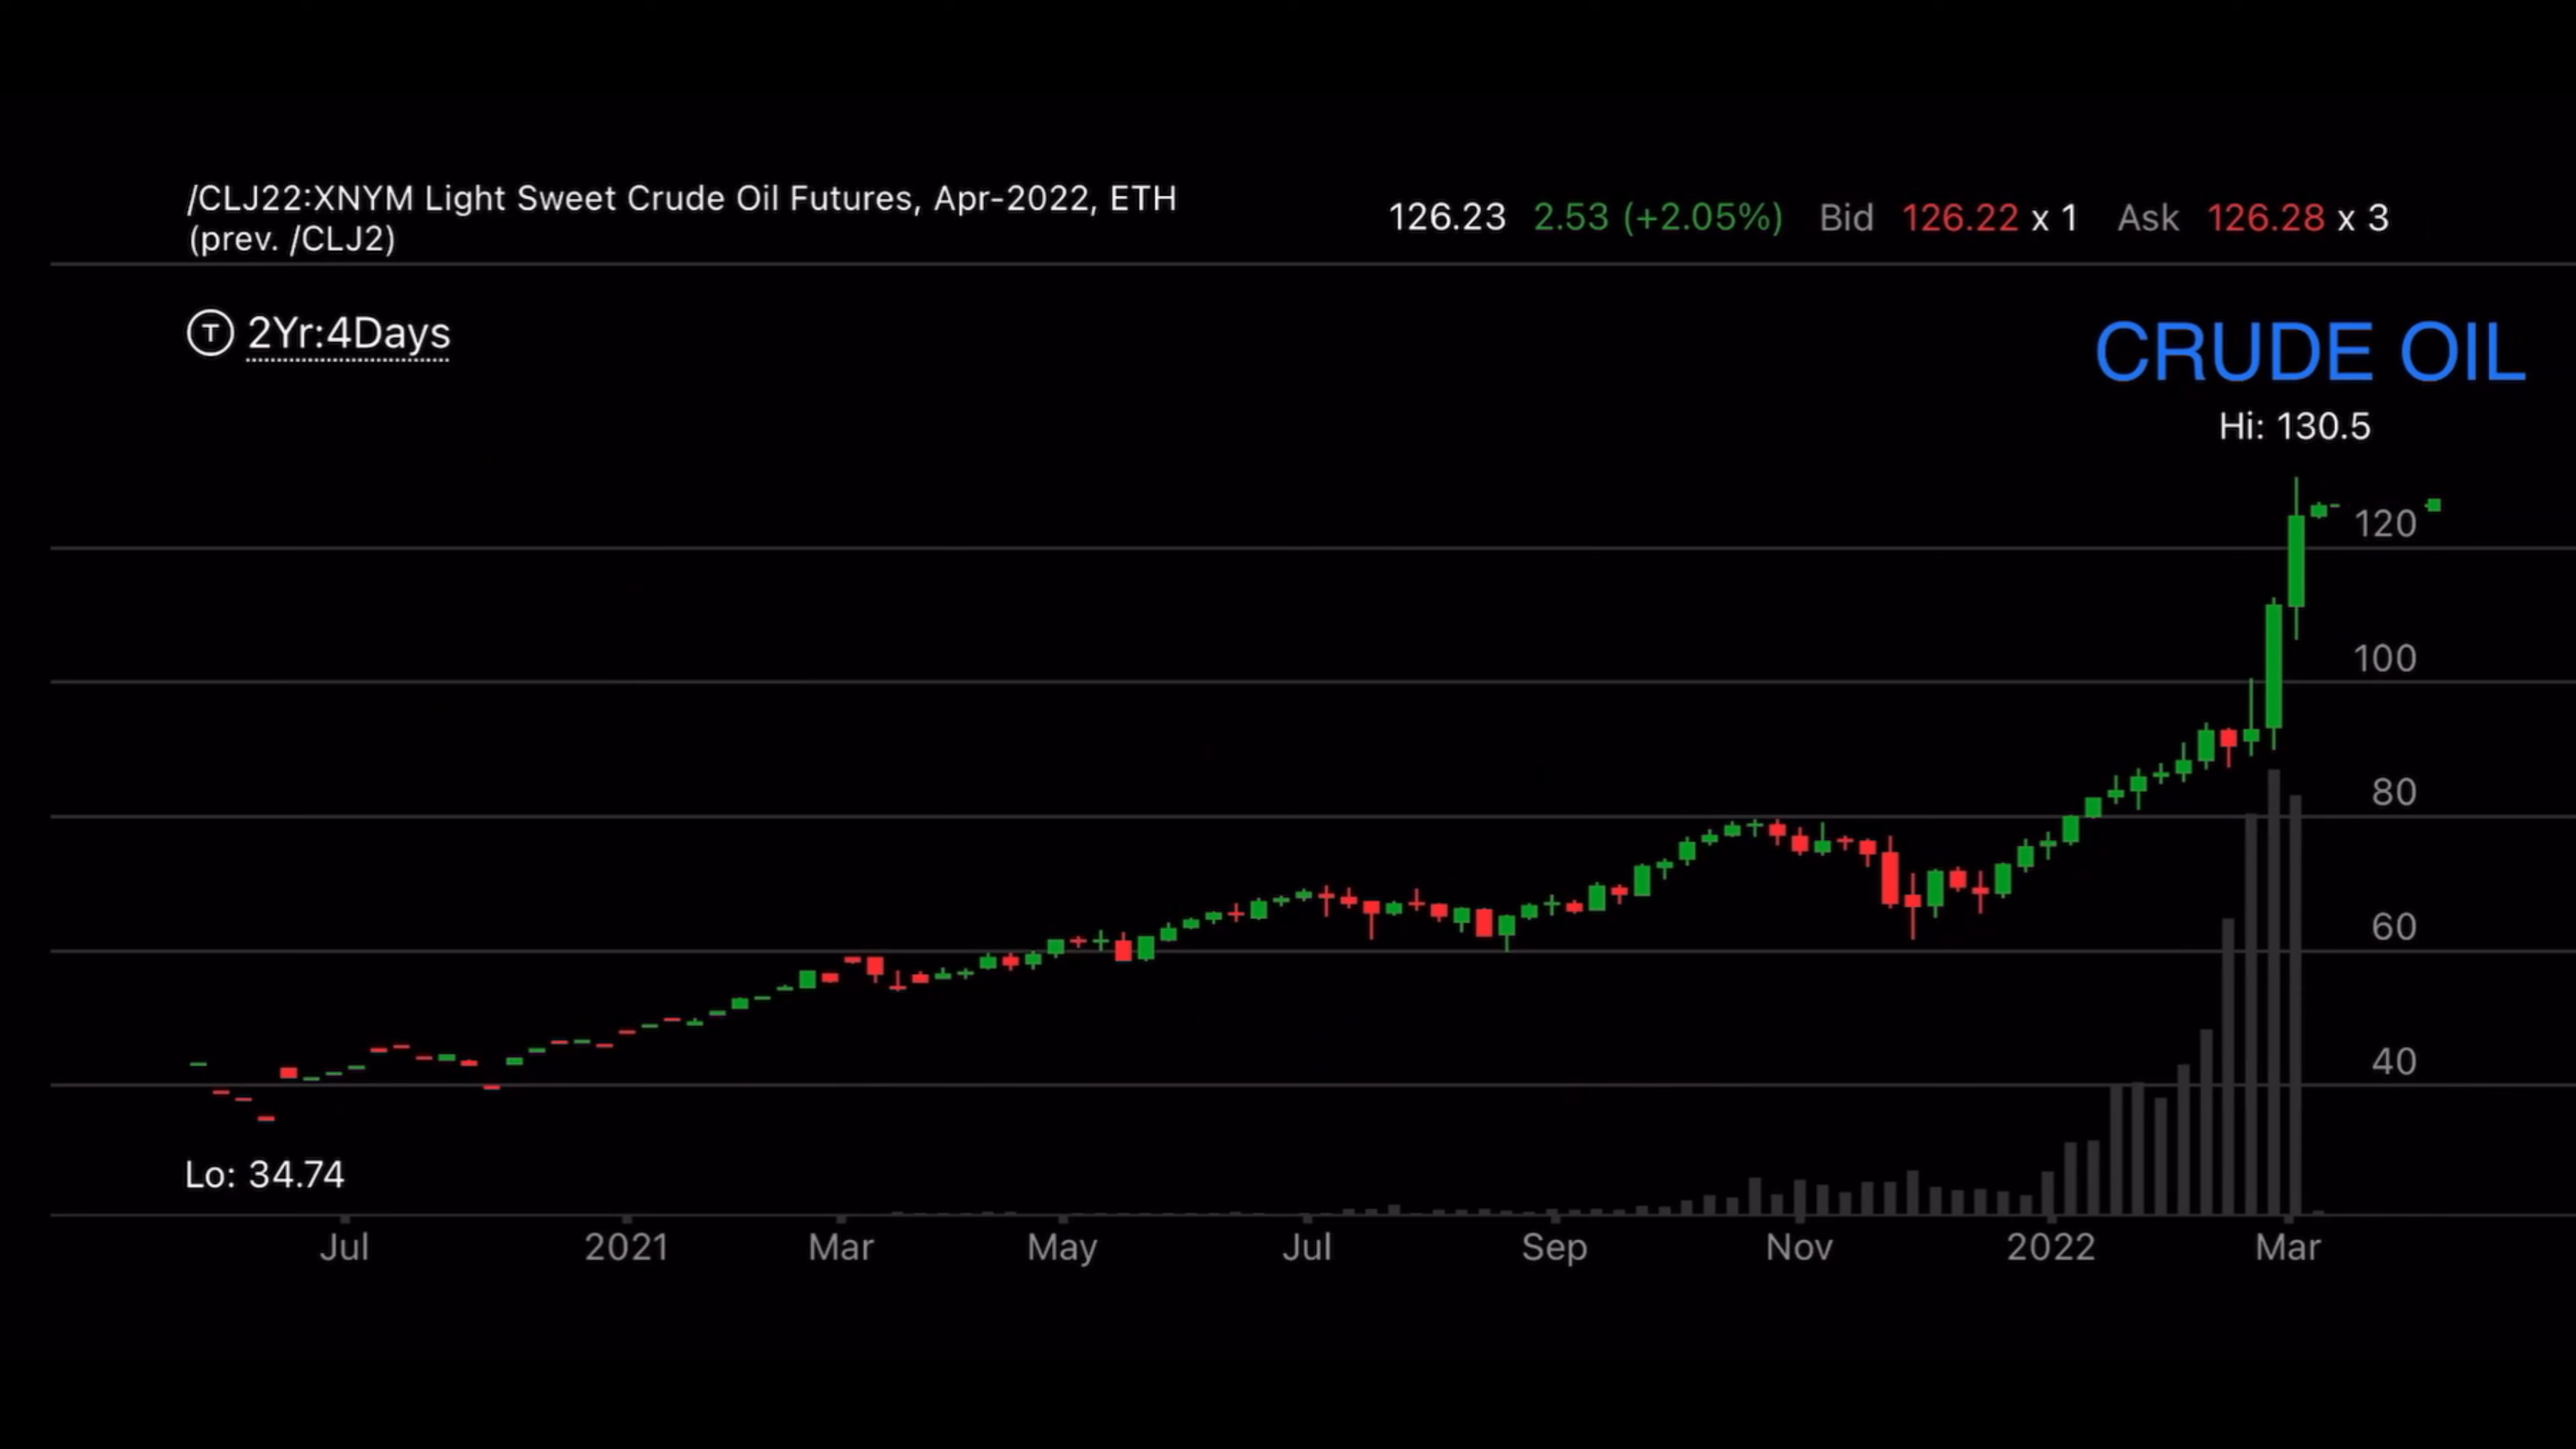 /CLJ22:XNYM Light Sweet Crude Oil Futures, Apr-2022, ETH
(prev. /CLJ2)
126.23 2.53 (+2.05%) Bid 126.22 x 1 Ask 126.28 x 3
T 2Yr:4Days
CRUDE OIL
Hi: 130.5
120
100
80
60
40
Lo: 34.74
Jul 2021 Mar May Jul Sep Nov 2022 Mar